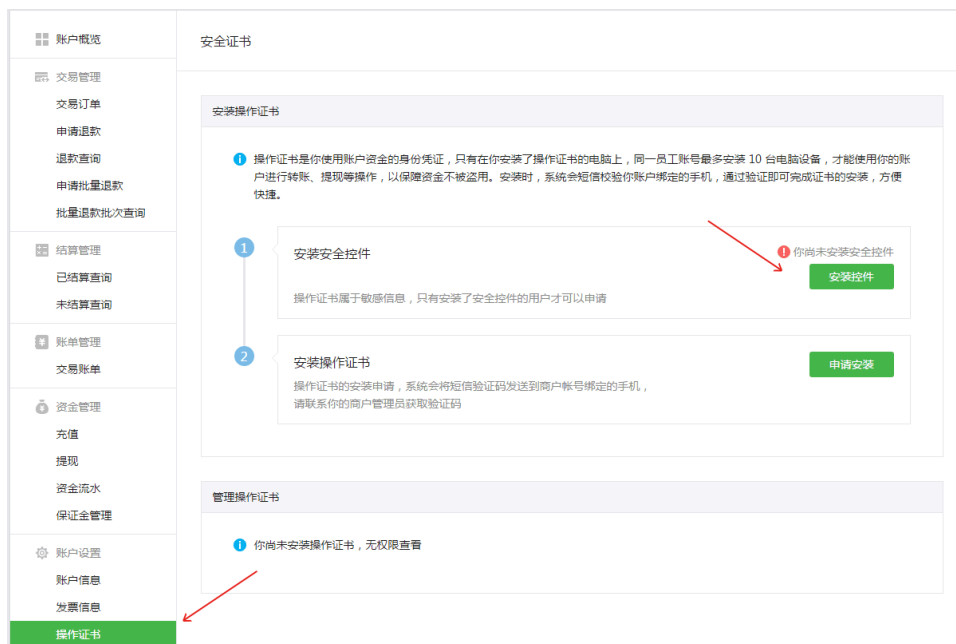 账户概览
交易管理
交易订单
申请退款
退款查询
申请批量退款
批量退款批次查询
结算管理
已结算查询
未结算查询
账单管理
交易账单
资金管理
充值
提现
资金流水
保证金管理
账户设置
账户信息
发票信息
操作证书
安全证书
安装操作证书
操作证书是你使用账户资金的身份凭证，只有在你安装了操作证书的电脑上，同一员工账号最多安装 10 台电脑设备，才能使用你的账
户进行转账、提现等操作，以保障资金不被盗用。安装时，系统会短信校验你账户绑定的手机，通过验证即可完成证书的安装，方便
快捷。
1
安装安全控件
你尚未安装安全控件
安装控件
操作证书属于敏感信息，只有安装了安全控件的用户才可以申请
2
安装操作证书
申请安装
操作证书的安装申请，系统会将短信验证码发送到商户帐号绑定的手机，
请联系你的商户管理员获取验证码
管理操作证书
你尚未安装操作证书，无权限查看